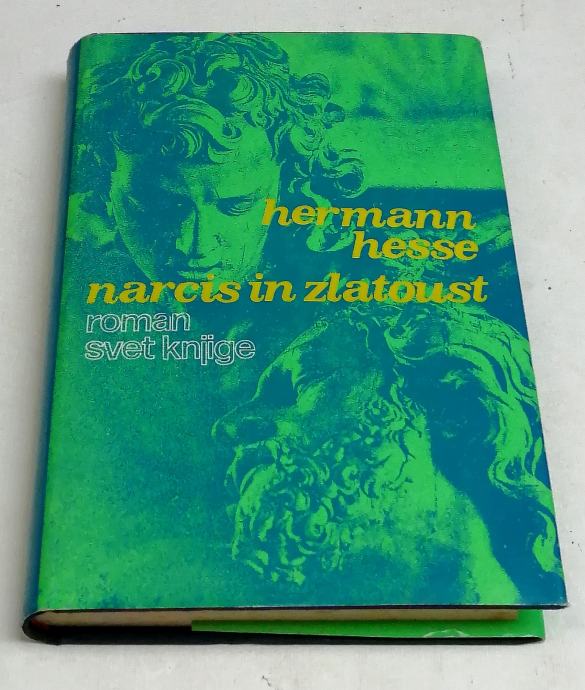 hermann
hesse
narcis in zlatoust
roman
svet knjige